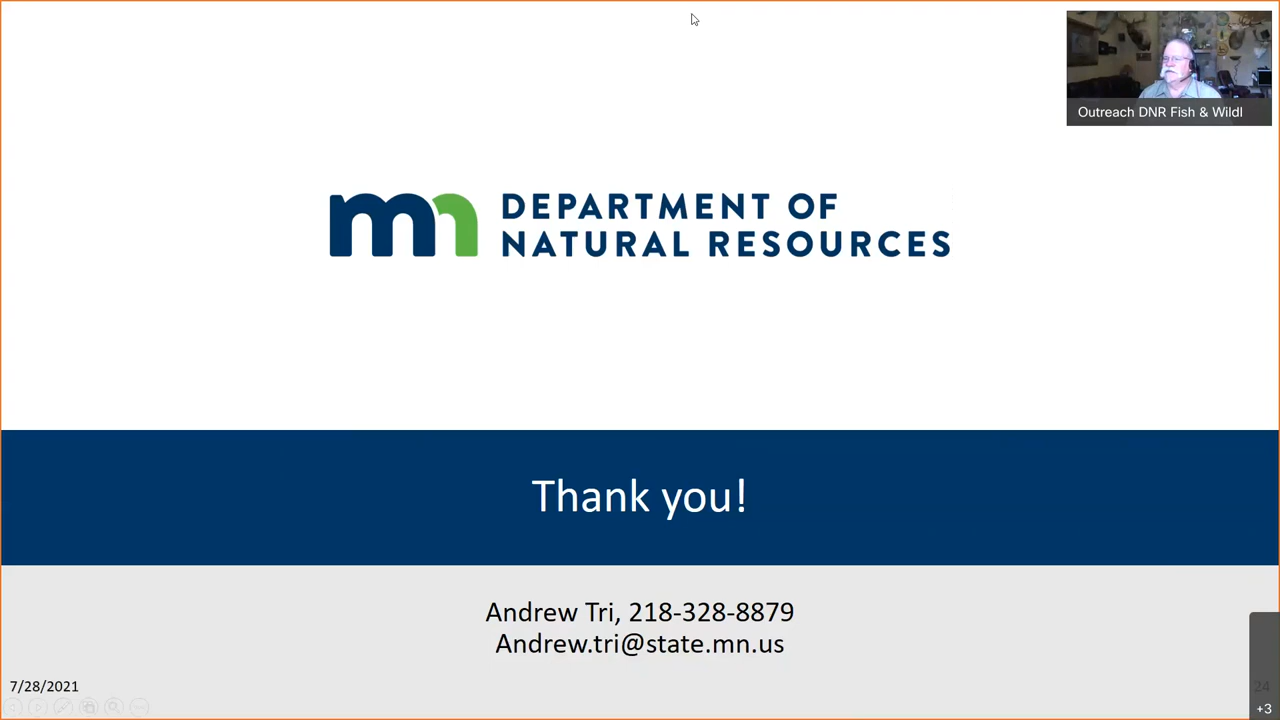 Outreach DNR Fish & Wildl
mn DEPARTMENT OF
NATURAL RESOURCES
Thank you!
Andrew Tri, 218-328-8879
Andrew.tri@state.mn.us
7/28/2021
24
+3